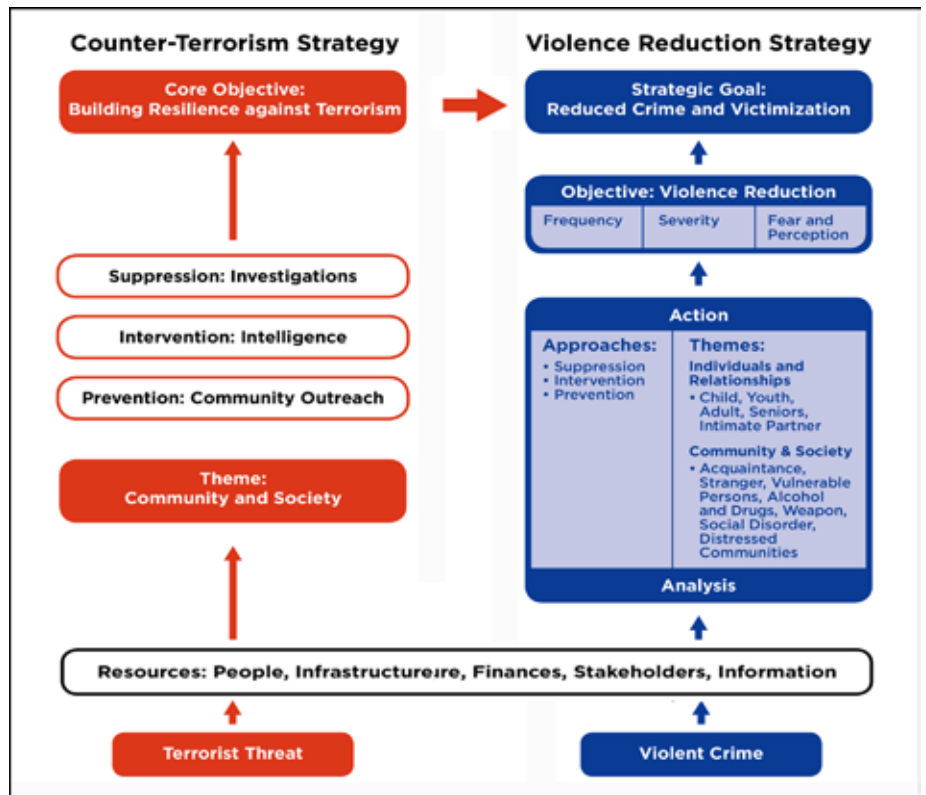 Counter-Terrorism Strategy
Core Objective:
Building Resilience against Terrorism
Suppression: Investigations
Intervention: Intelligence
Prevention: Community Outreach
Theme:
Community and Society
Violence Reduction Strategy
Strategic Goal:
Reduced Crime and Victimization
Objective: Violence Reduction
Frequency
Severity
Fear and
Perception
Action
Approaches:
• Suppression
• Intervention
• Prevention
Themes:
Individuals and
Relationships
• Child, Youth,
Adult, Seniors,
Intimate Partner
Community & Society
• Acquaintance,
Stranger, Vulnerable
Persons, Alcohol
and Drugs, Weapon,
Social Disorder,
Distressed
Communities
Analysis
Resources: People, Infrastructureıre, Finances, Stakeholders, Information
Terrorist Threat
Violent Crime